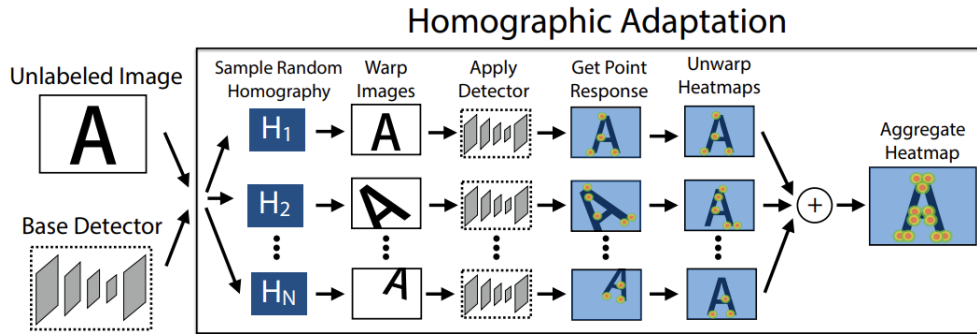 Homographic Adaptation
Unlabeled Image
A
Base Detector
Sample Random
Homography
Warp
Images
Apply
Detector
Get Point
Response
Unwarp
Heatmaps
H1
A
A
A
H2
A
A
A
HN
A
A
A
+
Aggregate
Heatmap
A